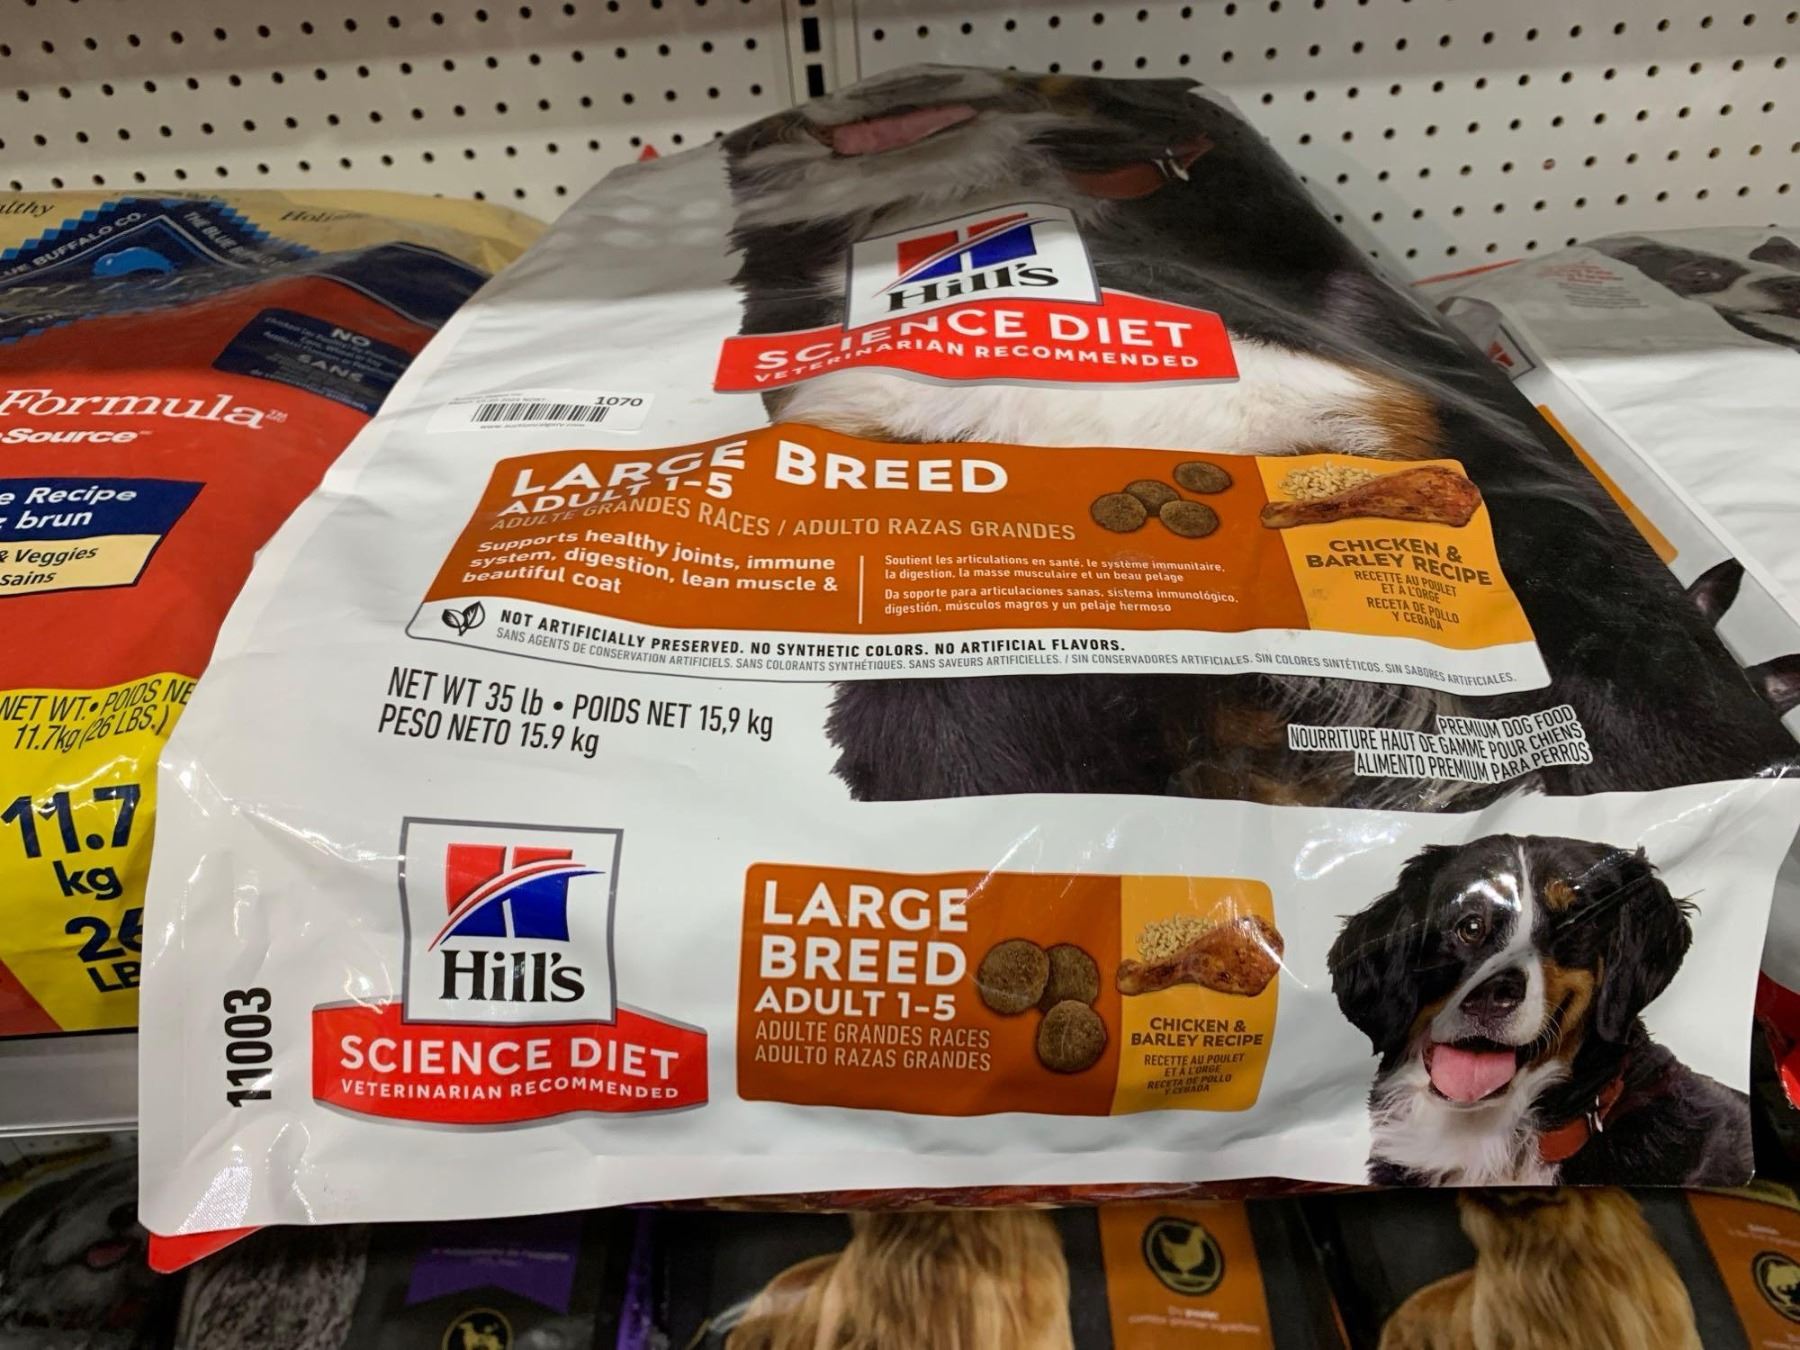 Hill's
SCIENCE DIET
VETERINARIAN RECOMMENDED
1070
LARGE BREED
ADULT 1-5
ADULTE GRANDES RACES / ADULTO RAZAS GRANDES
Supports healthy joints, immune
system, digestion, lean muscle &
beautiful coat
Soutient les articulations en santé, le système immunitaire,
la digestion, la masse musculaire et un beau pelage
Da soporte para articulaciones sanas, sistema inmunológico,
digestión, músculos magros y un pelaje hermoso
CHICKEN &
BARLEY RECIPE
RECETTE AU POULET
ET À L'ORGE
RECETA DE POLLO
Y CEBADA
NOT ARTIFICIALLY PRESERVED. NO SYNTHETIC COLORS. NO ARTIFICIAL FLAVORS.
SANS AGENTS DE CONSERVATION ARTIFICIELS. SANS COLORANTS SYNTHÉTIQUES. SANS SAVEURS ARTIFICIELLES. / SIN CONSERVADORES ARTIFICIALES. SIN COLORES SINTÉTICOS. SIN SABORES ARTIFICIALES.
NET WT 35 lb • POIDS NET 15,9 kg
PESO NETO 15.9 kg
PREMIUM DOG FOOD
NOURRITURE HAUT DE GAMME POUR CHIENS
ALIMENTO PREMIUM PARA PERROS
Hill's
SCIENCE DIET
VETERINARIAN RECOMMENDED
11003
LARGE
BREED
ADULT 1-5
ADULTE GRANDES RACES
ADULTO RAZAS GRANDES
CHICKEN &
BARLEY RECIPE
RECETTE AU POULET
ET À L'ORGE
RECETA DE POLLO
Y CEBADA
BUFFALO CO.
THE BLUE
NO
SANS
Formula™
Source
Recipe
brun
& Veggies
sains
NET WT. • POIDS NE
11.7kg (26 LBS.)
11.7
kg
26
LB